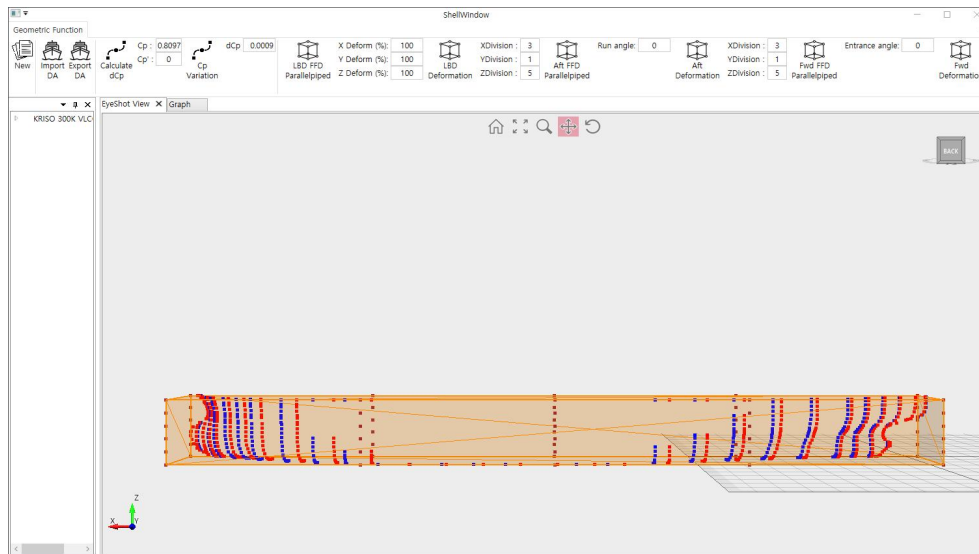 ShellWindow
Geometric Function
New
Import
DA
Export
DA
Calculate
dCp
Cp : 0.8097
Cp' : 0
Cp
Variation
dCp 0.0009
LBD FFD
Parallelpiped
X Deform (%): 100
Y Deform (%): 100
Z Deform (%): 100
LBD
Deformation
XDivision : 3
YDivision : 1
ZDivision : 5
Aft FFD
Parallelpiped
Run angle: 0
Aft
Deformation
XDivision : 3
YDivision : 1
ZDivision : 5
Fwd FFD
Parallelpiped
Entrance angle: 0
Fwd
Deformation
KRISO 300K VLC
EyeShot View X Graph
BACK
Z
X
Y